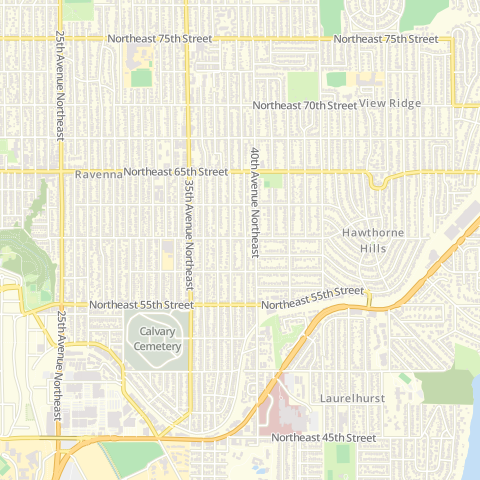 Northeast 75th Street
Northeast 75th Street
25th Avenue Northeast
Northeast 70th Street
View Ridge
40th Avenue Northeast
Northeast 65th Street
Ravenna
35th Avenue Northeast
Hawthorne
Hills
Northeast 55th Street
Northeast 55th Street
25th Avenue Northeast
Calvary
Cemetery
Laurelhurst
Northeast 45th Street